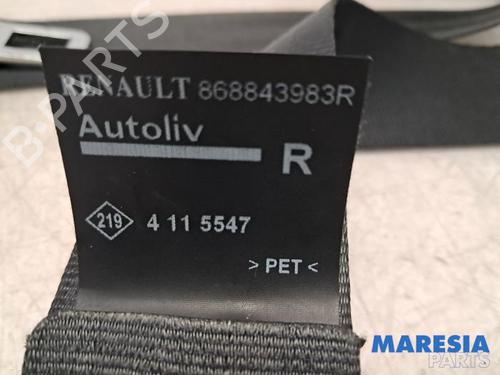 RENAULT 868843983R
Autoliv
R
219 4 11 5547
> PET <
B-PARTS
MARESIA
PARTS